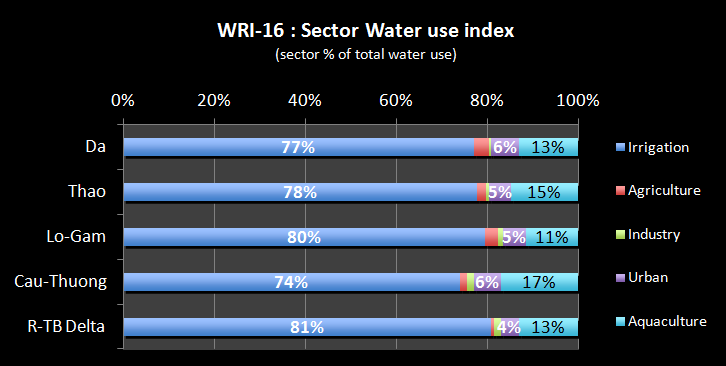 WRI-16 : Sector Water use index
(sector % of total water use)
0% 20% 40% 60% 80% 100%
Da 77% 6% 13% Irrigation
Thao 78% 5% 15% Agriculture
Lo-Gam 80% 5% 11% Industry
Cau-Thuong 74% 6% 17% Urban
R-TB Delta 81% 4% 13% Aquaculture